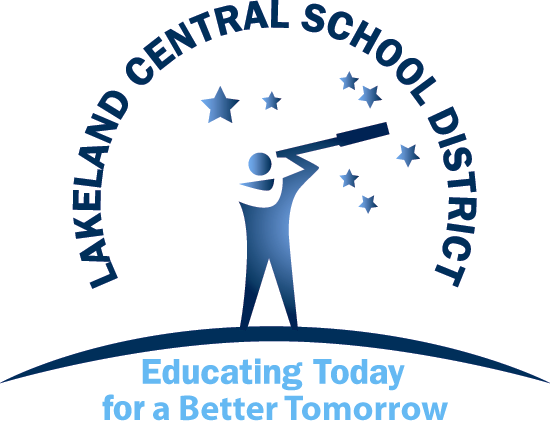 LAKELAND CENTRAL SCHOOL DISTRICT
Educating Today
for a Better Tomorrow